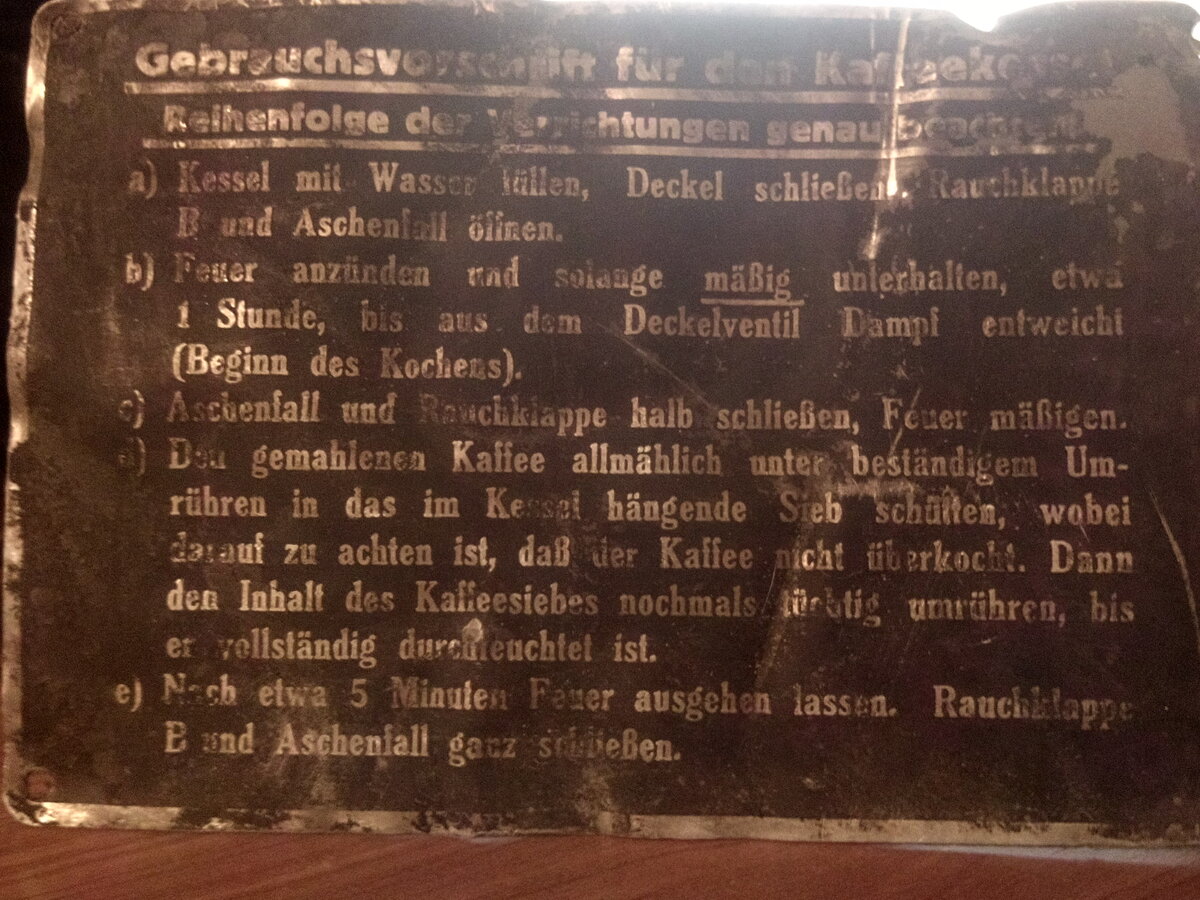 Gebrauchsvorschrift für den Kaffeekessel
Reihenfolge der Verrichtungen genau beachten!
a) Kessel mit Wasser füllen, Deckel schließen, Rauchklappe
B und Aschenfall öffnen.
b) Feuer anzünden und solange mäßig unterhalten, etwa
1 Stunde, bis aus dem Deckelventil Dampf entweicht
(Beginn des Kochens).
c) Aschenfall und Rauchklappe halb schließen, Feuer mäßigen.
d) Den gemahlenen Kaffee allmählich unter beständigem Um-
rühren in das im Kessel hängende Sieb schütten, wobei
darauf zu achten ist, daß der Kaffee nicht überkocht. Dann
den Inhalt des Kaffeesiebes nochmals tüchtig umrühren, bis
er vollständig durchfeuchtet ist.
e) Nach etwa 5 Minuten Feuer ausgehen lassen. Rauchklappe
B und Aschenfall ganz schließen.